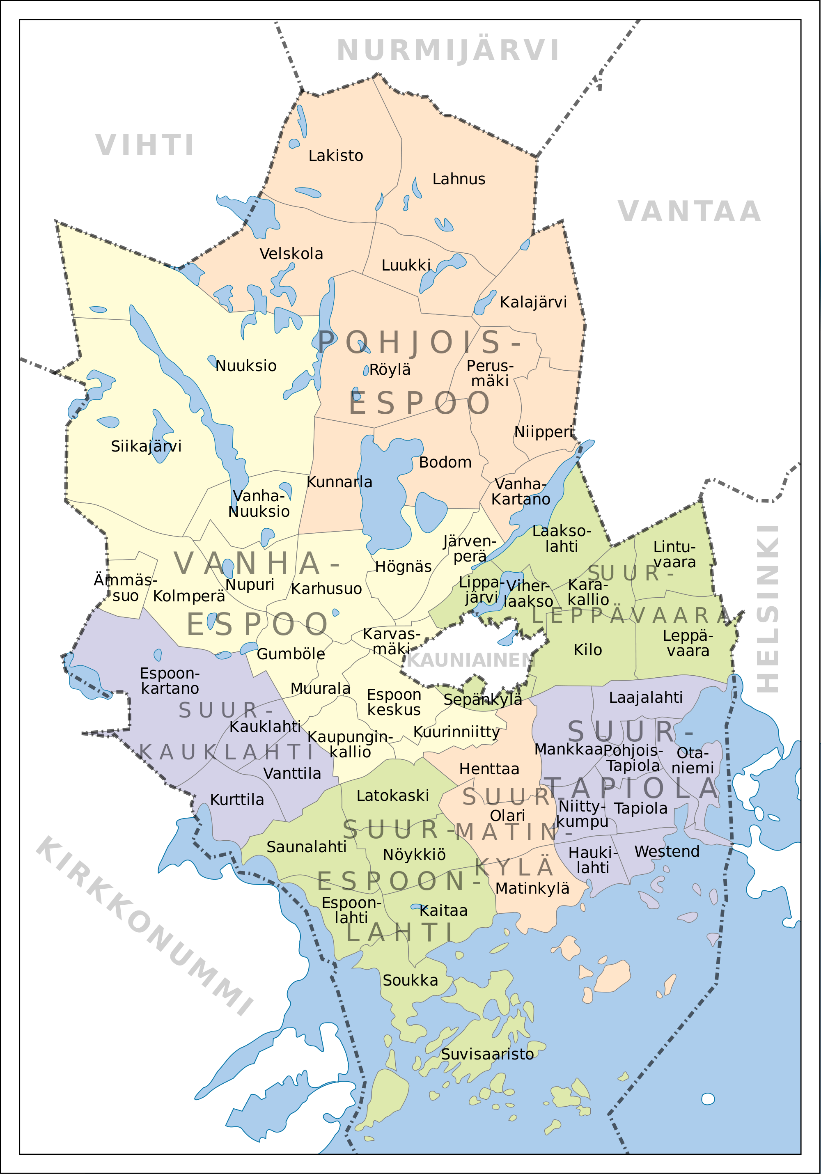 NURMIJÄRVI
VIHTI
Lakisto
Lahnus
VANTAA
Velskola
Luukki
Kalajärvi
POHJOIS-
Nuuksio
Röylä
Perus-
mäki
ESPOO
Niipperi
Siikajärvi
Bodom
Kunnarla
Vanha-
Kartano
Vanha-
Nuuksio
Laakso-
lahti
Järven-
perä
Lintu-
vaara
HELSINKI
VANHA-
Högnäs
SUUR-
Ämmäs-
suo
Kolmperä
Nupuri
Karhusuo
Lippa-
järvi
Viher-
laakso
Kara-
kallio
LEPPÄVAARA
ESPOO
Karvas-
mäki
Leppä-
vaara
Kilo
Gumböle
KAUNIAINEN
Espoon-
kartano
Muurala
Espoon
keskus
Sepänkylä
Laajalahti
SUUR-
Kauklahti
Kaupungin-
kallio
Kuurinniitty
SUUR-
KAUKLAHTI
Mankkaa
Pohjois-
Tapiola
Ota-
niemi
Vanttila
Henttaa
TAPIOLA
Kurttila
Latokaski
SUUR-
Olari
Niitty-
kumpu
Tapiola
SUUR-
MATIN-
Saunalahti
Nöykkiö
Hauki-
lahti
Westend
KYLÄ
ESPOON-
Matinkylä
Espoon-
lahti
Kaitaa
LAHTI
KIRKKONUMMI
Soukka
Suvisaaristo